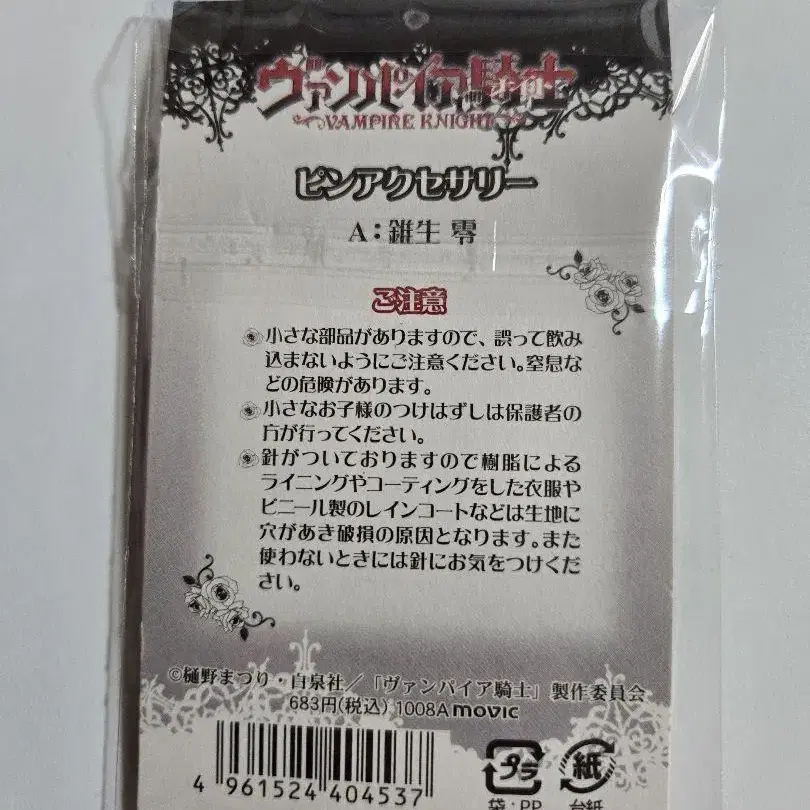 ヴァンパイア騎士
VAMPIRE KNIGHT
ピンアクセサリー
A:錐生 零
ご注意
小さな部品がありますので、誤って飲み
込まないようにご注意ください。窒息な
どの危険があります。
小さなお子様のつけはずしは保護者の
方が行ってください。
針がついておりますので樹脂による
ライニングやコーティングをした衣服や
ビニール製のレインコートなどは生地に
穴があき破損の原因となります。また
使わないときには針にお気をつけくだ
さい。
©樋野まつり・白泉社/「ヴァンパイア騎士」製作委員会
683円(税込) 1008A movic
4 961524 404537
プラ 紙
袋:PP 台紙